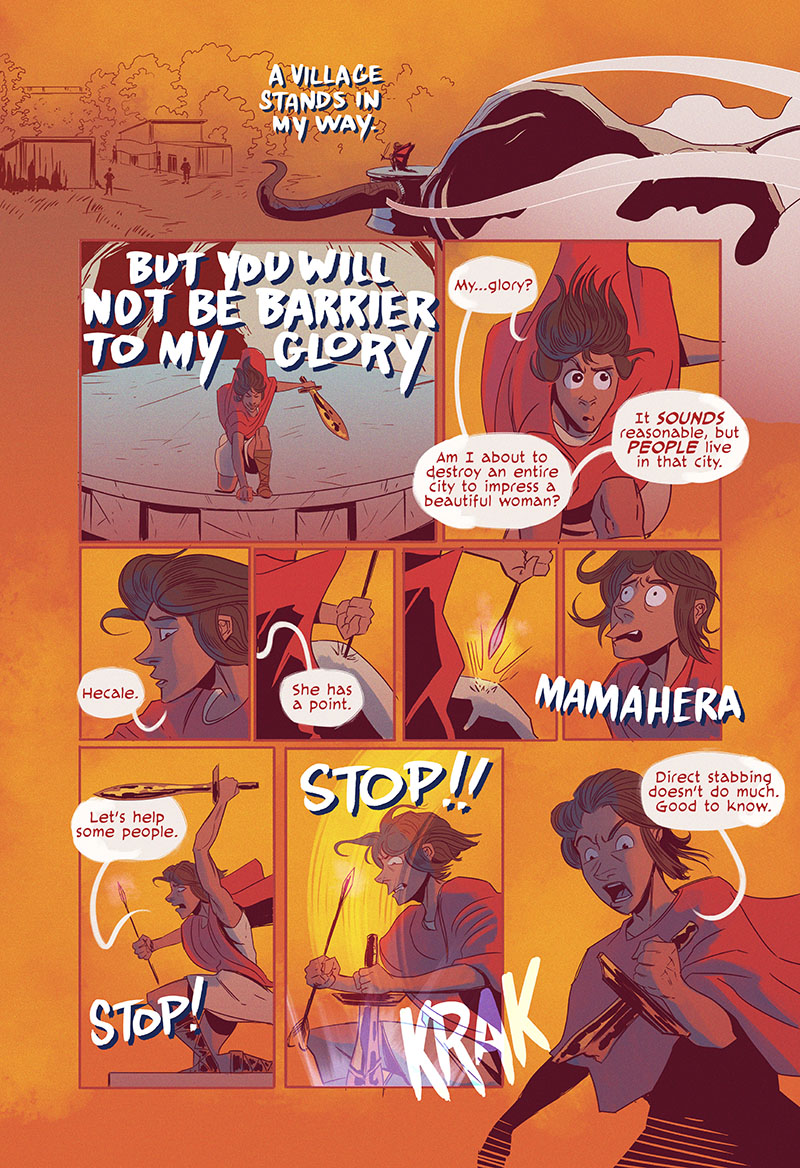 A VILLAGE
STANDS IN
MY WAY.
BUT YOU WILL
NOT BE BARRIER
TO MY GLORY
My...glory?
Am I about to
destroy an entire
city to impress a
beautiful woman?
It SOUNDS
reasonable, but
PEOPLE live
in that city.
Hecale.
She has
a point.
MAMAHERA
Let's help
some people.
STOP!
STOP!!
KRAK
Direct stabbing
doesn't do much.
Good to know.